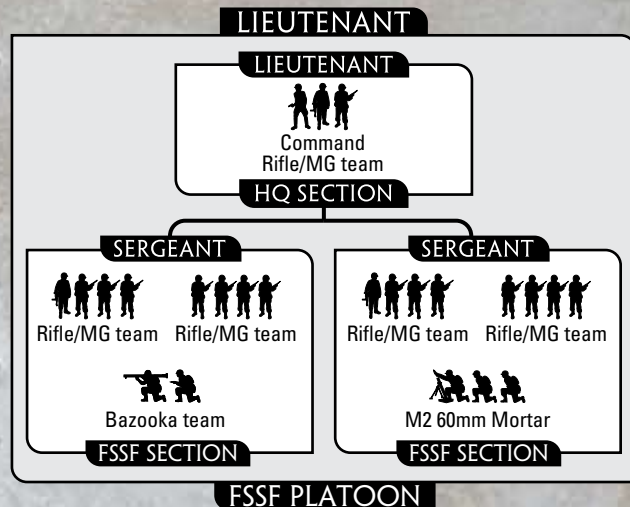 LIEUTENANT
LIEUTENANT
Command
Rifle/MG team
HQ SECTION
SERGEANT
Rifle/MG team Rifle/MG team
Bazooka team
FSSF SECTION
SERGEANT
Rifle/MG team Rifle/MG team
M2 60mm Mortar
FSSF SECTION
FSSF PLATOON